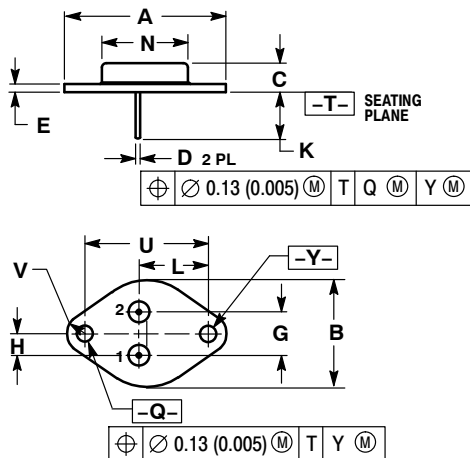 A
N
C
E
–T– SEATING
PLANE
K
D 2 PL
⌖ ∅ 0.13 (0.005) Ⓜ T Q Ⓜ Y Ⓜ
U
V
L
–Y–
2
G
B
H
1
–Q–
⌖ ∅ 0.13 (0.005) Ⓜ T Y Ⓜ